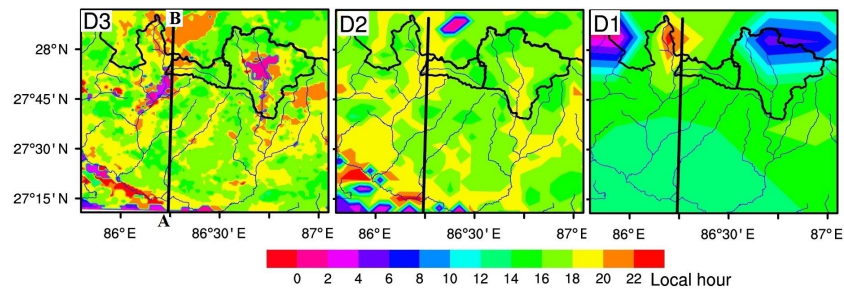 D3 B D2 D1
28° N
27°45' N
27°30' N
27°15' N
A
86°E 86°30' E 87°E 86°E 86°30' E 87°E 86°E 86°30' E 87°E
0 2 4 6 8 10 12 14 16 18 20 22 Local hour